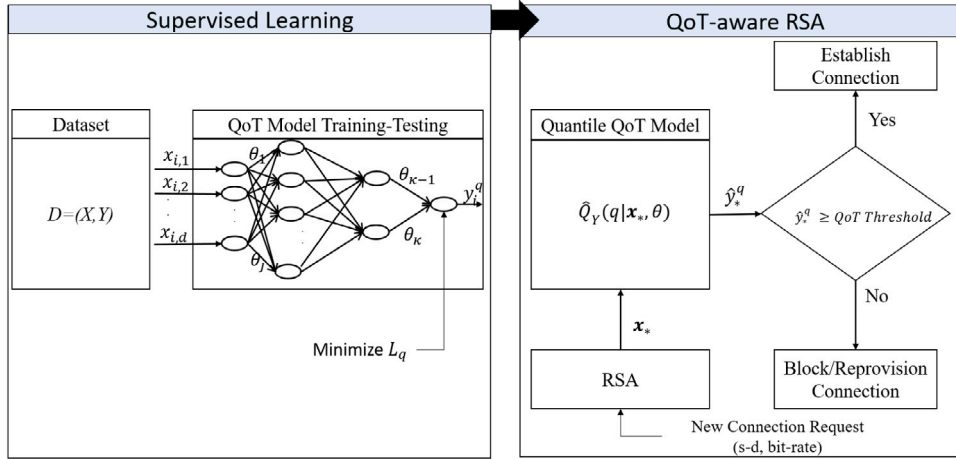 Supervised Learning
Dataset
D=(X,Y)
QoT Model Training-Testing
x_{i,1}
x_{i,2}
.
.
x_{i,d}
θ_1
θ_J
θ_{κ−1}
θ_κ
y_i^q
Minimize L_q
QoT-aware RSA
Establish
Connection
Yes
Quantile QoT Model
Q̂_Y(q|x_*, θ)
ŷ_*^q
ŷ_*^q ≥ QoT Threshold
No
x_*
RSA
Block/Reprovision
Connection
New Connection Request
(s-d, bit-rate)